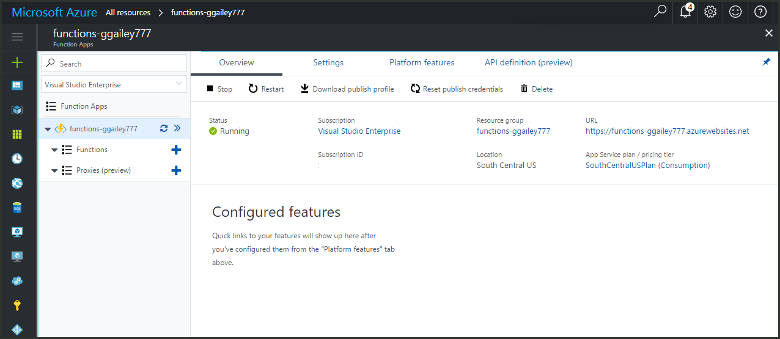 Microsoft Azure All resources > functions-ggailey777
4
functions-ggailey777
Function Apps
Search
Visual Studio Enterprise
Function Apps
functions-ggailey777
Functions
Proxies (preview)
Overview Settings Platform features API definition (preview)
Stop Restart Download publish profile Reset publish credentials Delete
Status Subscription Resource group URL
Running Visual Studio Enterprise functions-ggailey777 https://functions-ggailey777.azurewebsites.net
Subscription ID Location App Service plan / pricing tier
South Central US SouthCentralUSPlan (Consumption)
Configured features
Quick links to your features will show up here after
you've configured them from the "Platform features" tab
above.